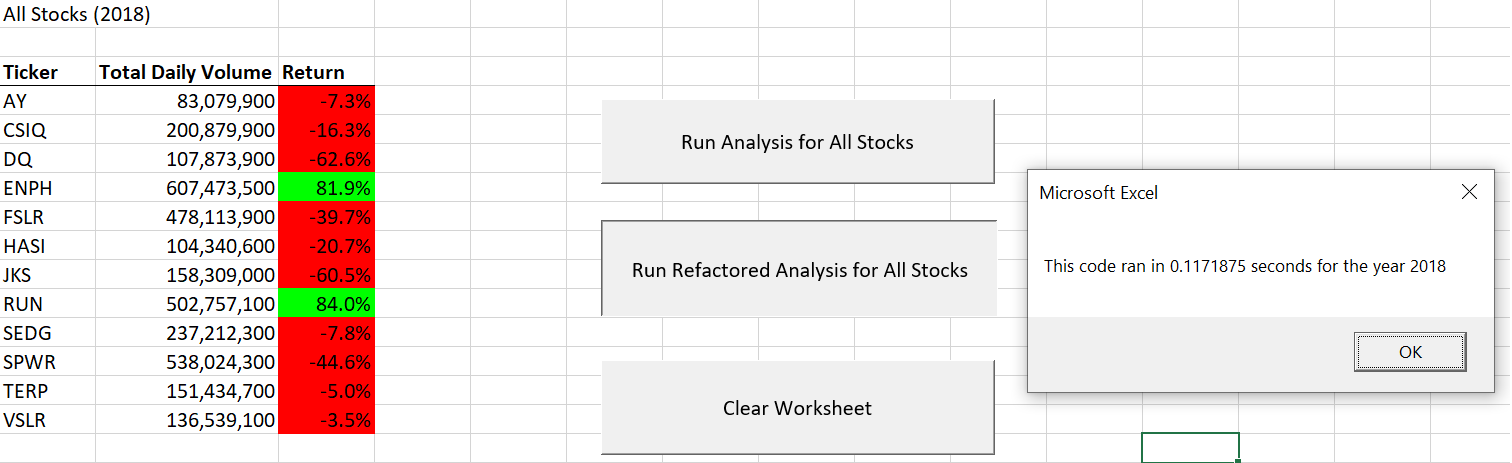 All Stocks (2018)
Ticker Total Daily Volume Return
AY 83,079,900 -7.3%
CSIQ 200,879,900 -16.3%
DQ 107,873,900 -62.6%
ENPH 607,473,500 81.9%
FSLR 478,113,900 -39.7%
HASI 104,340,600 -20.7%
JKS 158,309,000 -60.5%
RUN 502,757,100 84.0%
SEDG 237,212,300 -7.8%
SPWR 538,024,300 -44.6%
TERP 151,434,700 -5.0%
VSLR 136,539,100 -3.5%
Run Analysis for All Stocks
Run Refactored Analysis for All Stocks
Clear Worksheet
Microsoft Excel
This code ran in 0.1171875 seconds for the year 2018
OK